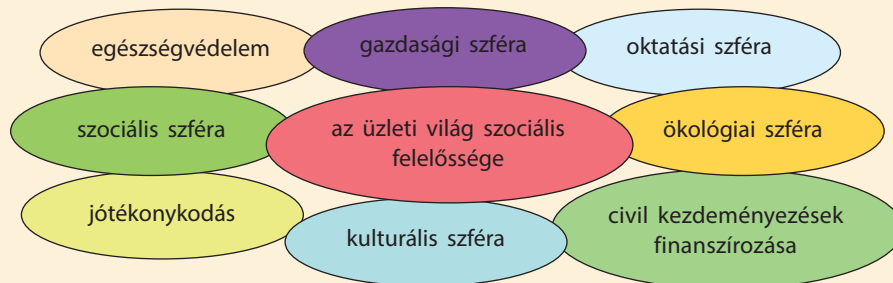 egészségvédelem
gazdasági szféra
oktatási szféra
szociális szféra
az üzleti világ szociális
felelőssége
ökológiai szféra
jótékonykodás
kulturális szféra
civil kezdeményezések
finanszírozása